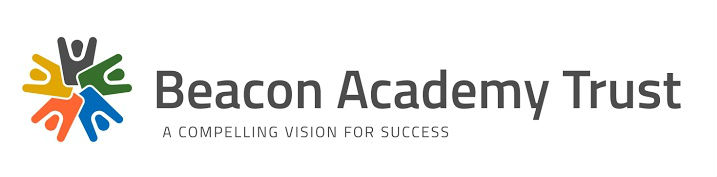 Beacon Academy Trust
A COMPELLING VISION FOR SUCCESS